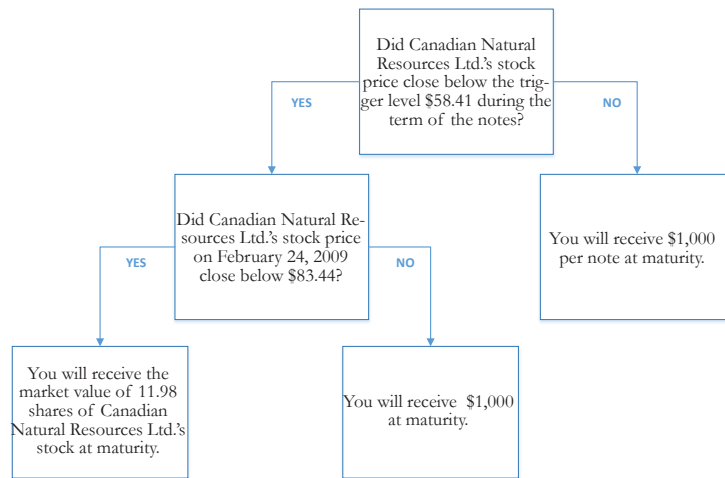 Did Canadian Natural
Resources Ltd.'s stock
price close below the trig-
ger level $58.41 during the
term of the notes?
YES
NO
Did Canadian Natural Re-
sources Ltd.'s stock price
on February 24, 2009
close below $83.44?
You will receive $1,000
per note at maturity.
YES
NO
You will receive the
market value of 11.98
shares of Canadian
Natural Resources Ltd.'s
stock at maturity.
You will receive $1,000
at maturity.